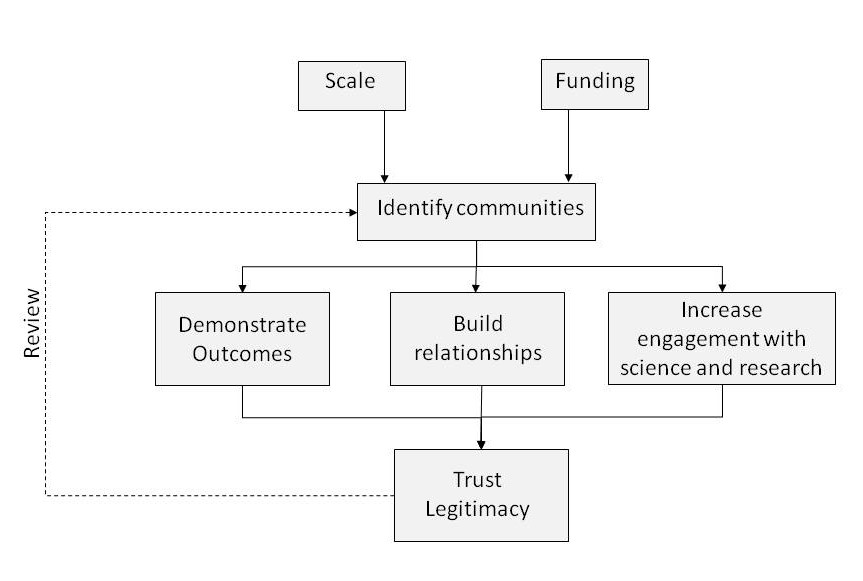 Scale
Funding
Identify communities
Review
Demonstrate
Outcomes
Build
relationships
Increase
engagement with
science and research
Trust
Legitimacy